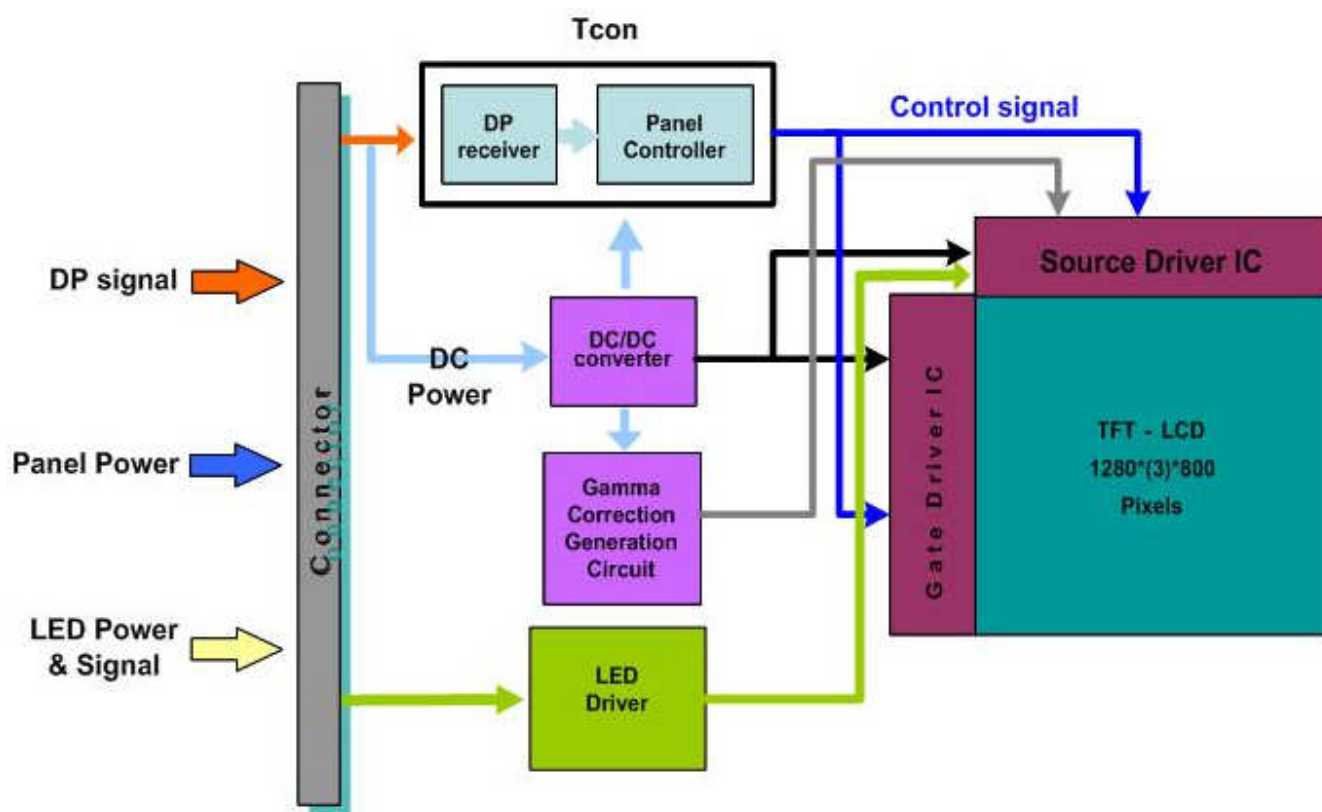 Tcon
DP
receiver
Panel
Controller
Control signal
DP signal
Source Driver IC
DC
Power
DC/DC
converter
Connector
Panel Power
Gate Driver IC
TFT - LCD
1280*(3)*800
Pixels
Gamma
Correction
Generation
Circuit
LED Power
& Signal
LED
Driver